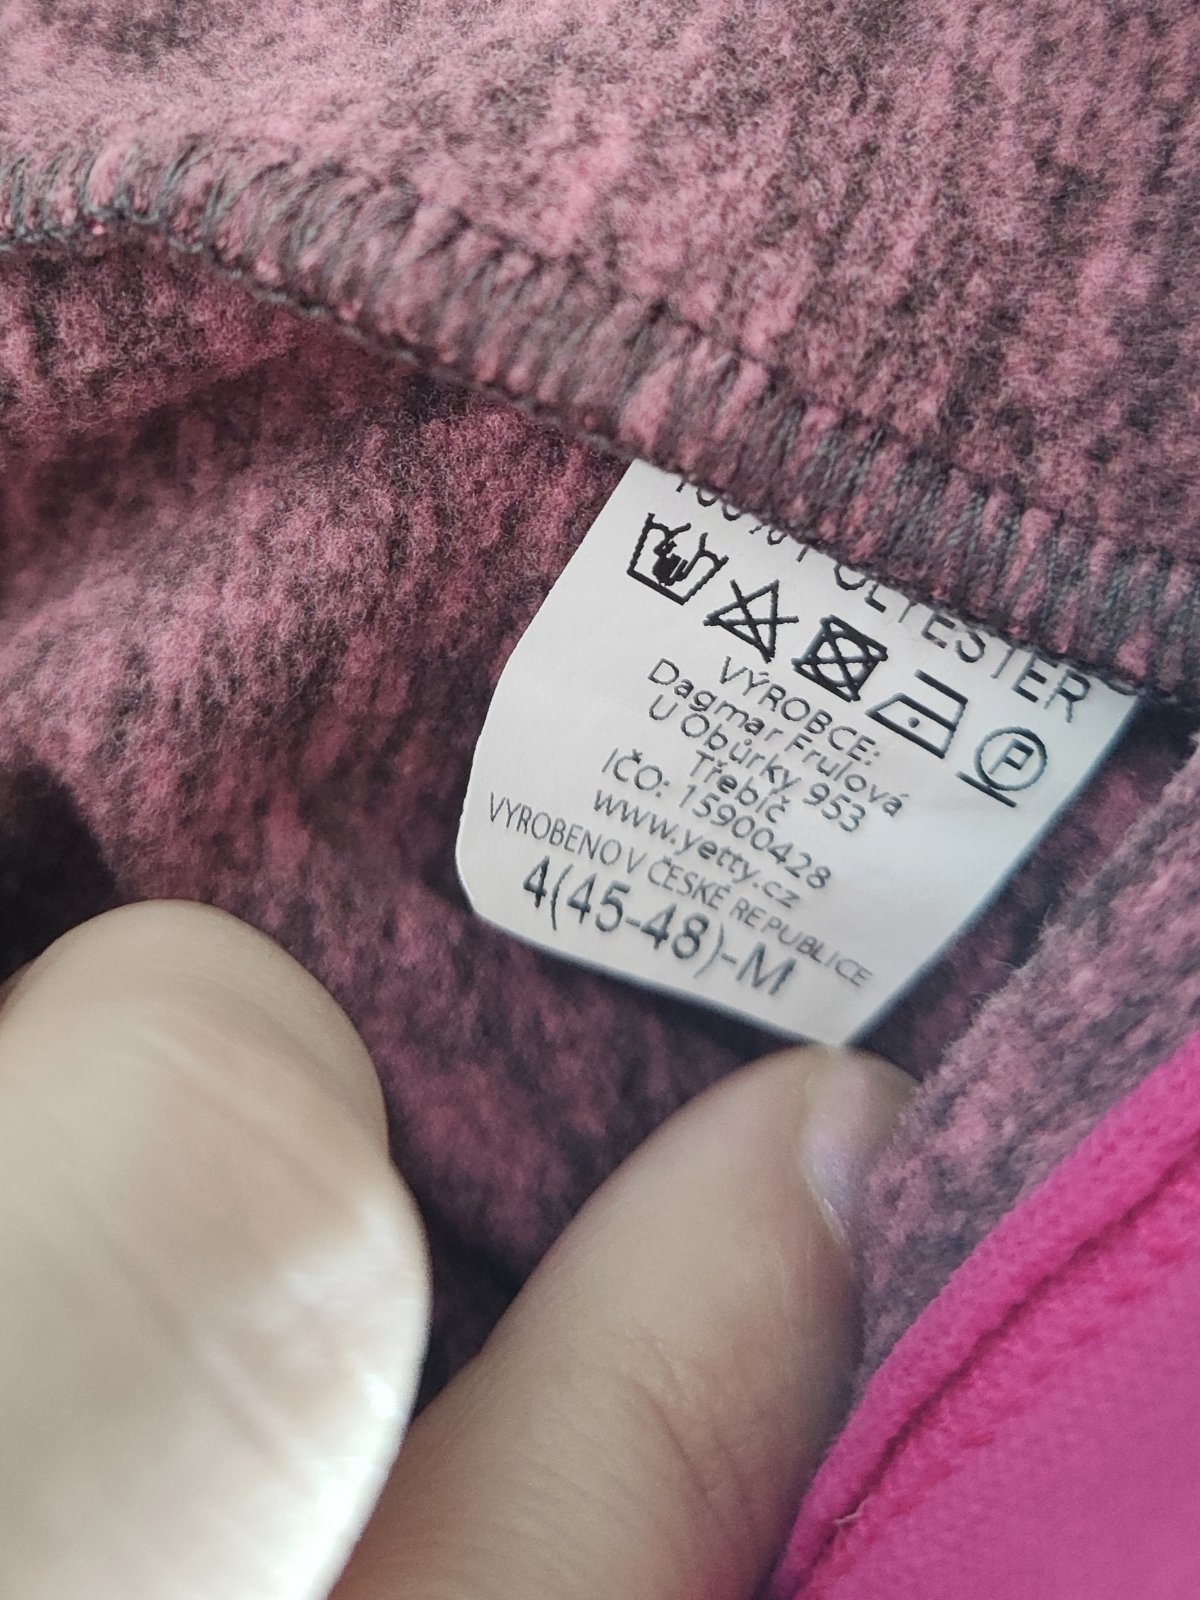 100% POLYESTER
P
VÝROBCE:
Dagmar Frulová
U Obůrky 953
Třebíč
IČO: 15900428
www.yetty.cz
VYROBENO V ČESKÉ REPUBLICE
4(45-48)-M